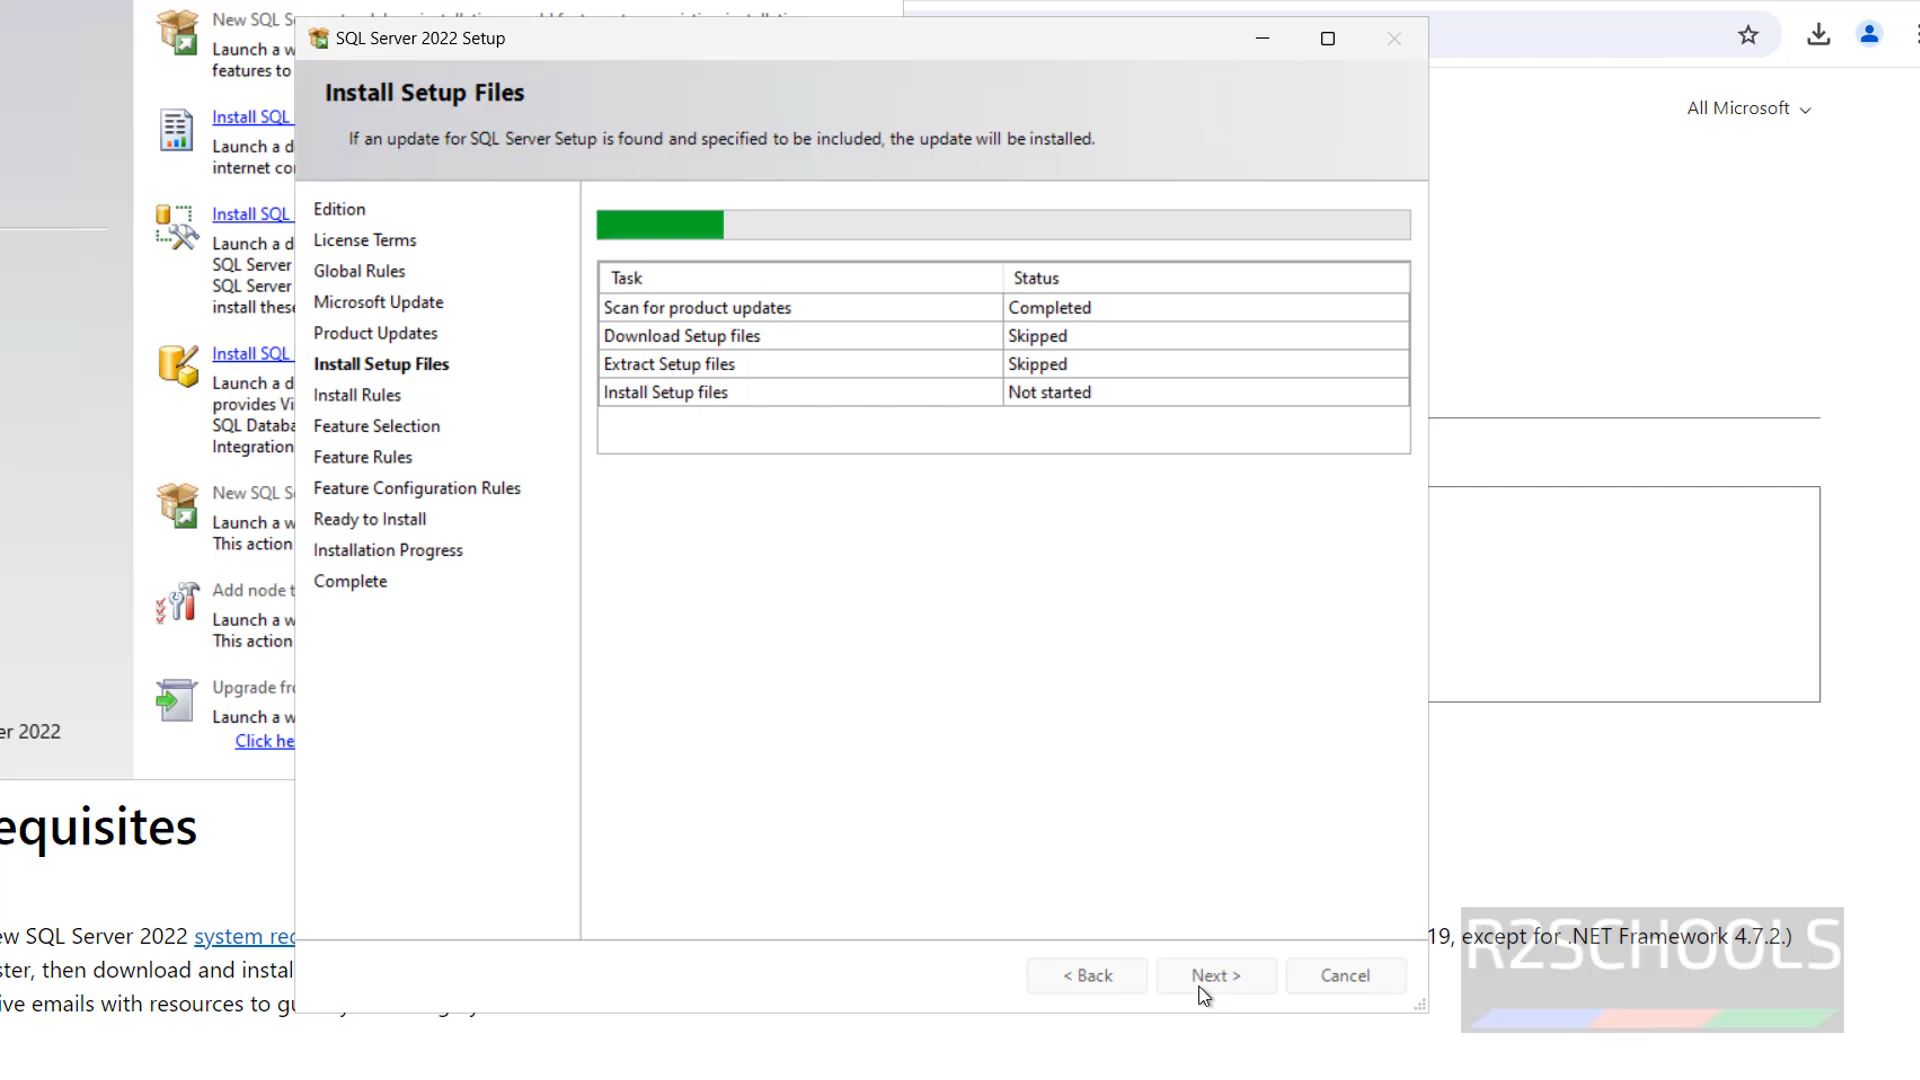 New SQL S
Launch a w
features to
Install SQL
Launch a d
internet co
Install SQL
Launch a d
SQL Server
SQL Server
install these
Install SQL
Launch a d
provides Vi
SQL Databa
Integration
New SQL S
Launch a w
This action
Add node t
Launch a w
This action
Upgrade fro
Launch a w
Click he
er 2022
SQL Server 2022 Setup
Install Setup Files
If an update for SQL Server Setup is found and specified to be included, the update will be installed.
Edition
License Terms
Global Rules
Microsoft Update
Product Updates
Install Setup Files
Install Rules
Feature Selection
Feature Rules
Feature Configuration Rules
Ready to Install
Installation Progress
Complete
Task Status
Scan for product updates Completed
Download Setup files Skipped
Extract Setup files Skipped
Install Setup files Not started
< Back Next > Cancel
All Microsoft
equisites
ew SQL Server 2022 system rec
19, except for .NET Framework 4.7.2.)
ster, then download and instal
ive emails with resources to gu
R2SCHOOLS